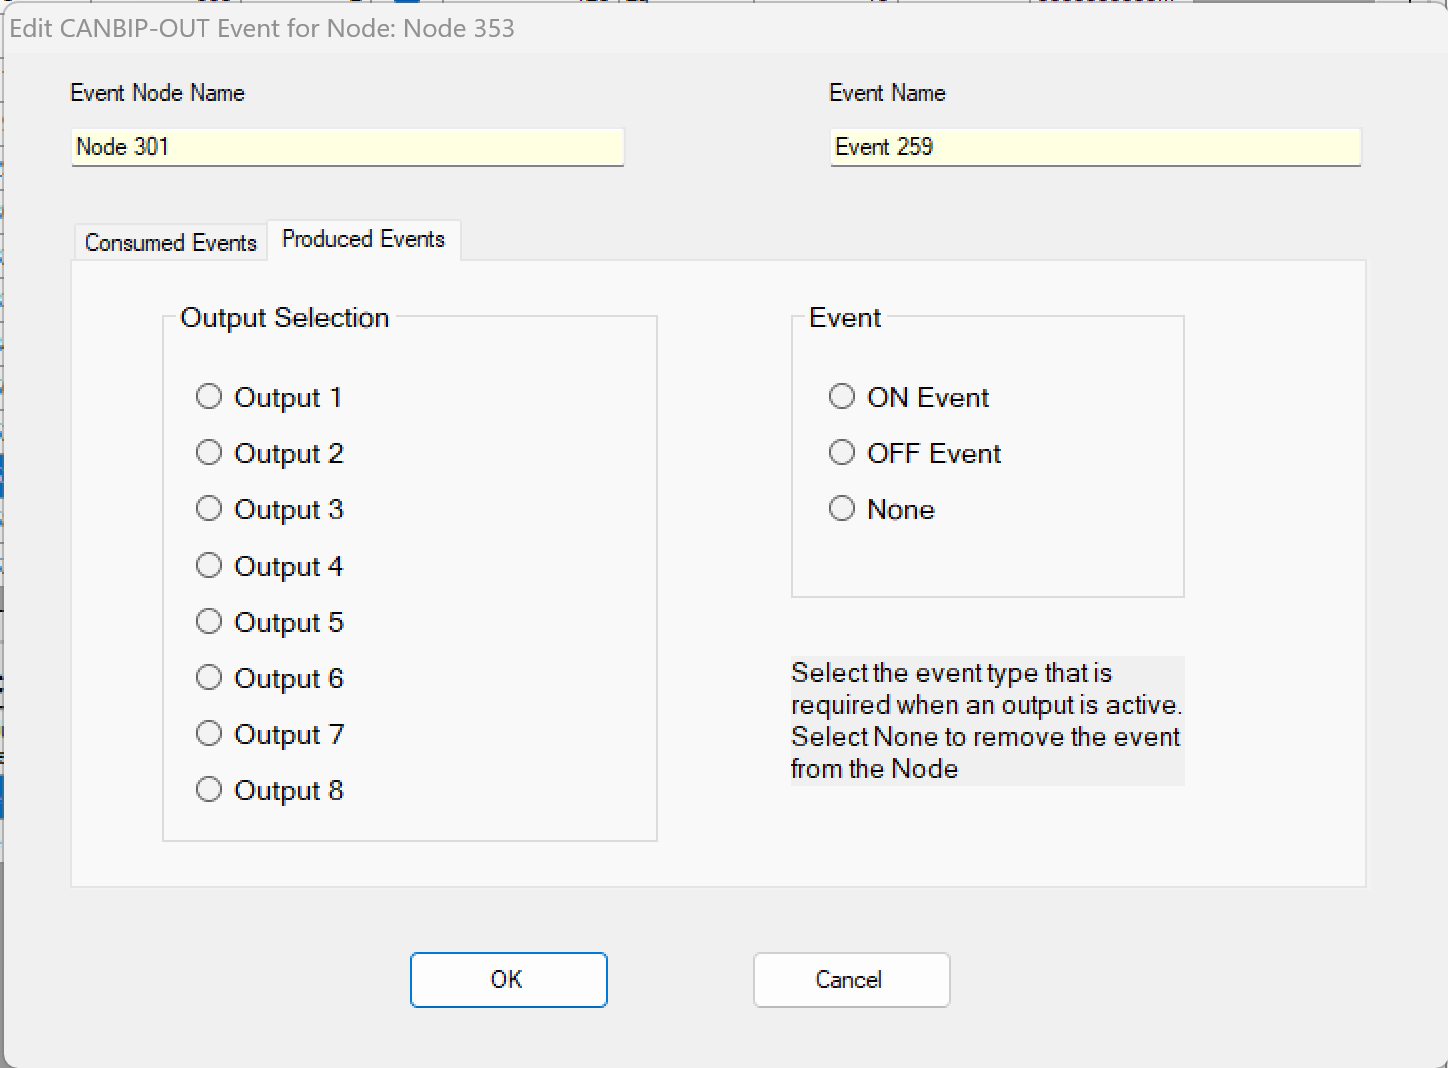 Edit CANBIP-OUT Event for Node: Node 353
Event Node Name
Event Name
Node 301
Event 259
Consumed Events
Produced Events
Output Selection
Output 1
Output 2
Output 3
Output 4
Output 5
Output 6
Output 7
Output 8
Event
ON Event
OFF Event
None
Select the event type that is
required when an output is active.
Select None to remove the event
from the Node
OK
Cancel